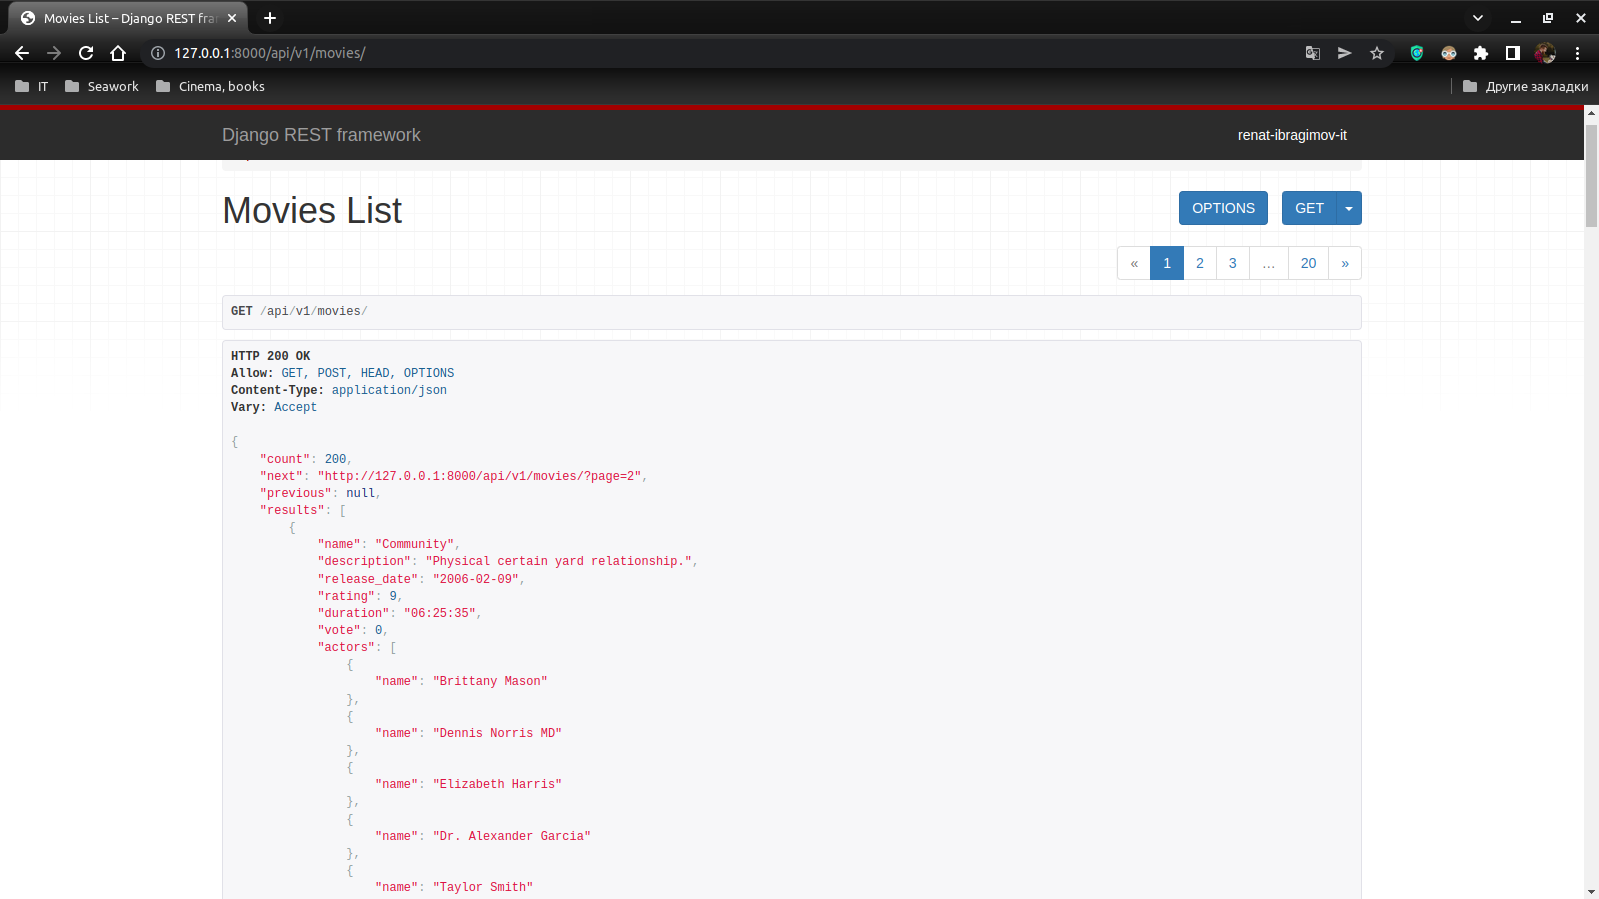 Movies List – Django REST fra
127.0.0.1:8000/api/v1/movies/
IT Seawork Cinema, books Другие закладки
Django REST framework renat-ibragimov-it
Movies List OPTIONS GET
« 1 2 3 … 20 »
GET /api/v1/movies/
HTTP 200 OK
Allow: GET, POST, HEAD, OPTIONS
Content-Type: application/json
Vary: Accept
{
"count": 200,
"next": "http://127.0.0.1:8000/api/v1/movies/?page=2",
"previous": null,
"results": [
{
"name": "Community",
"description": "Physical certain yard relationship.",
"release_date": "2006-02-09",
"rating": 9,
"duration": "06:25:35",
"vote": 0,
"actors": [
{
"name": "Brittany Mason"
},
{
"name": "Dennis Norris MD"
},
{
"name": "Elizabeth Harris"
},
{
"name": "Dr. Alexander Garcia"
},
{
"name": "Taylor Smith"